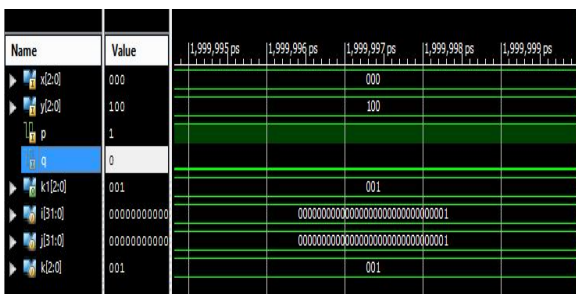 Name Value 1,999,995 ps 1,999,996 ps 1,999,997 ps 1,999,998 ps 1,999,999 ps
x[2:0] 000 000
y[2:0] 100 100
p 1
q 0
k1[2:0] 001 001
i[31:0] 00000000000 00000000000000000000000000000001
j[31:0] 00000000000 00000000000000000000000000000001
k[2:0] 001 001